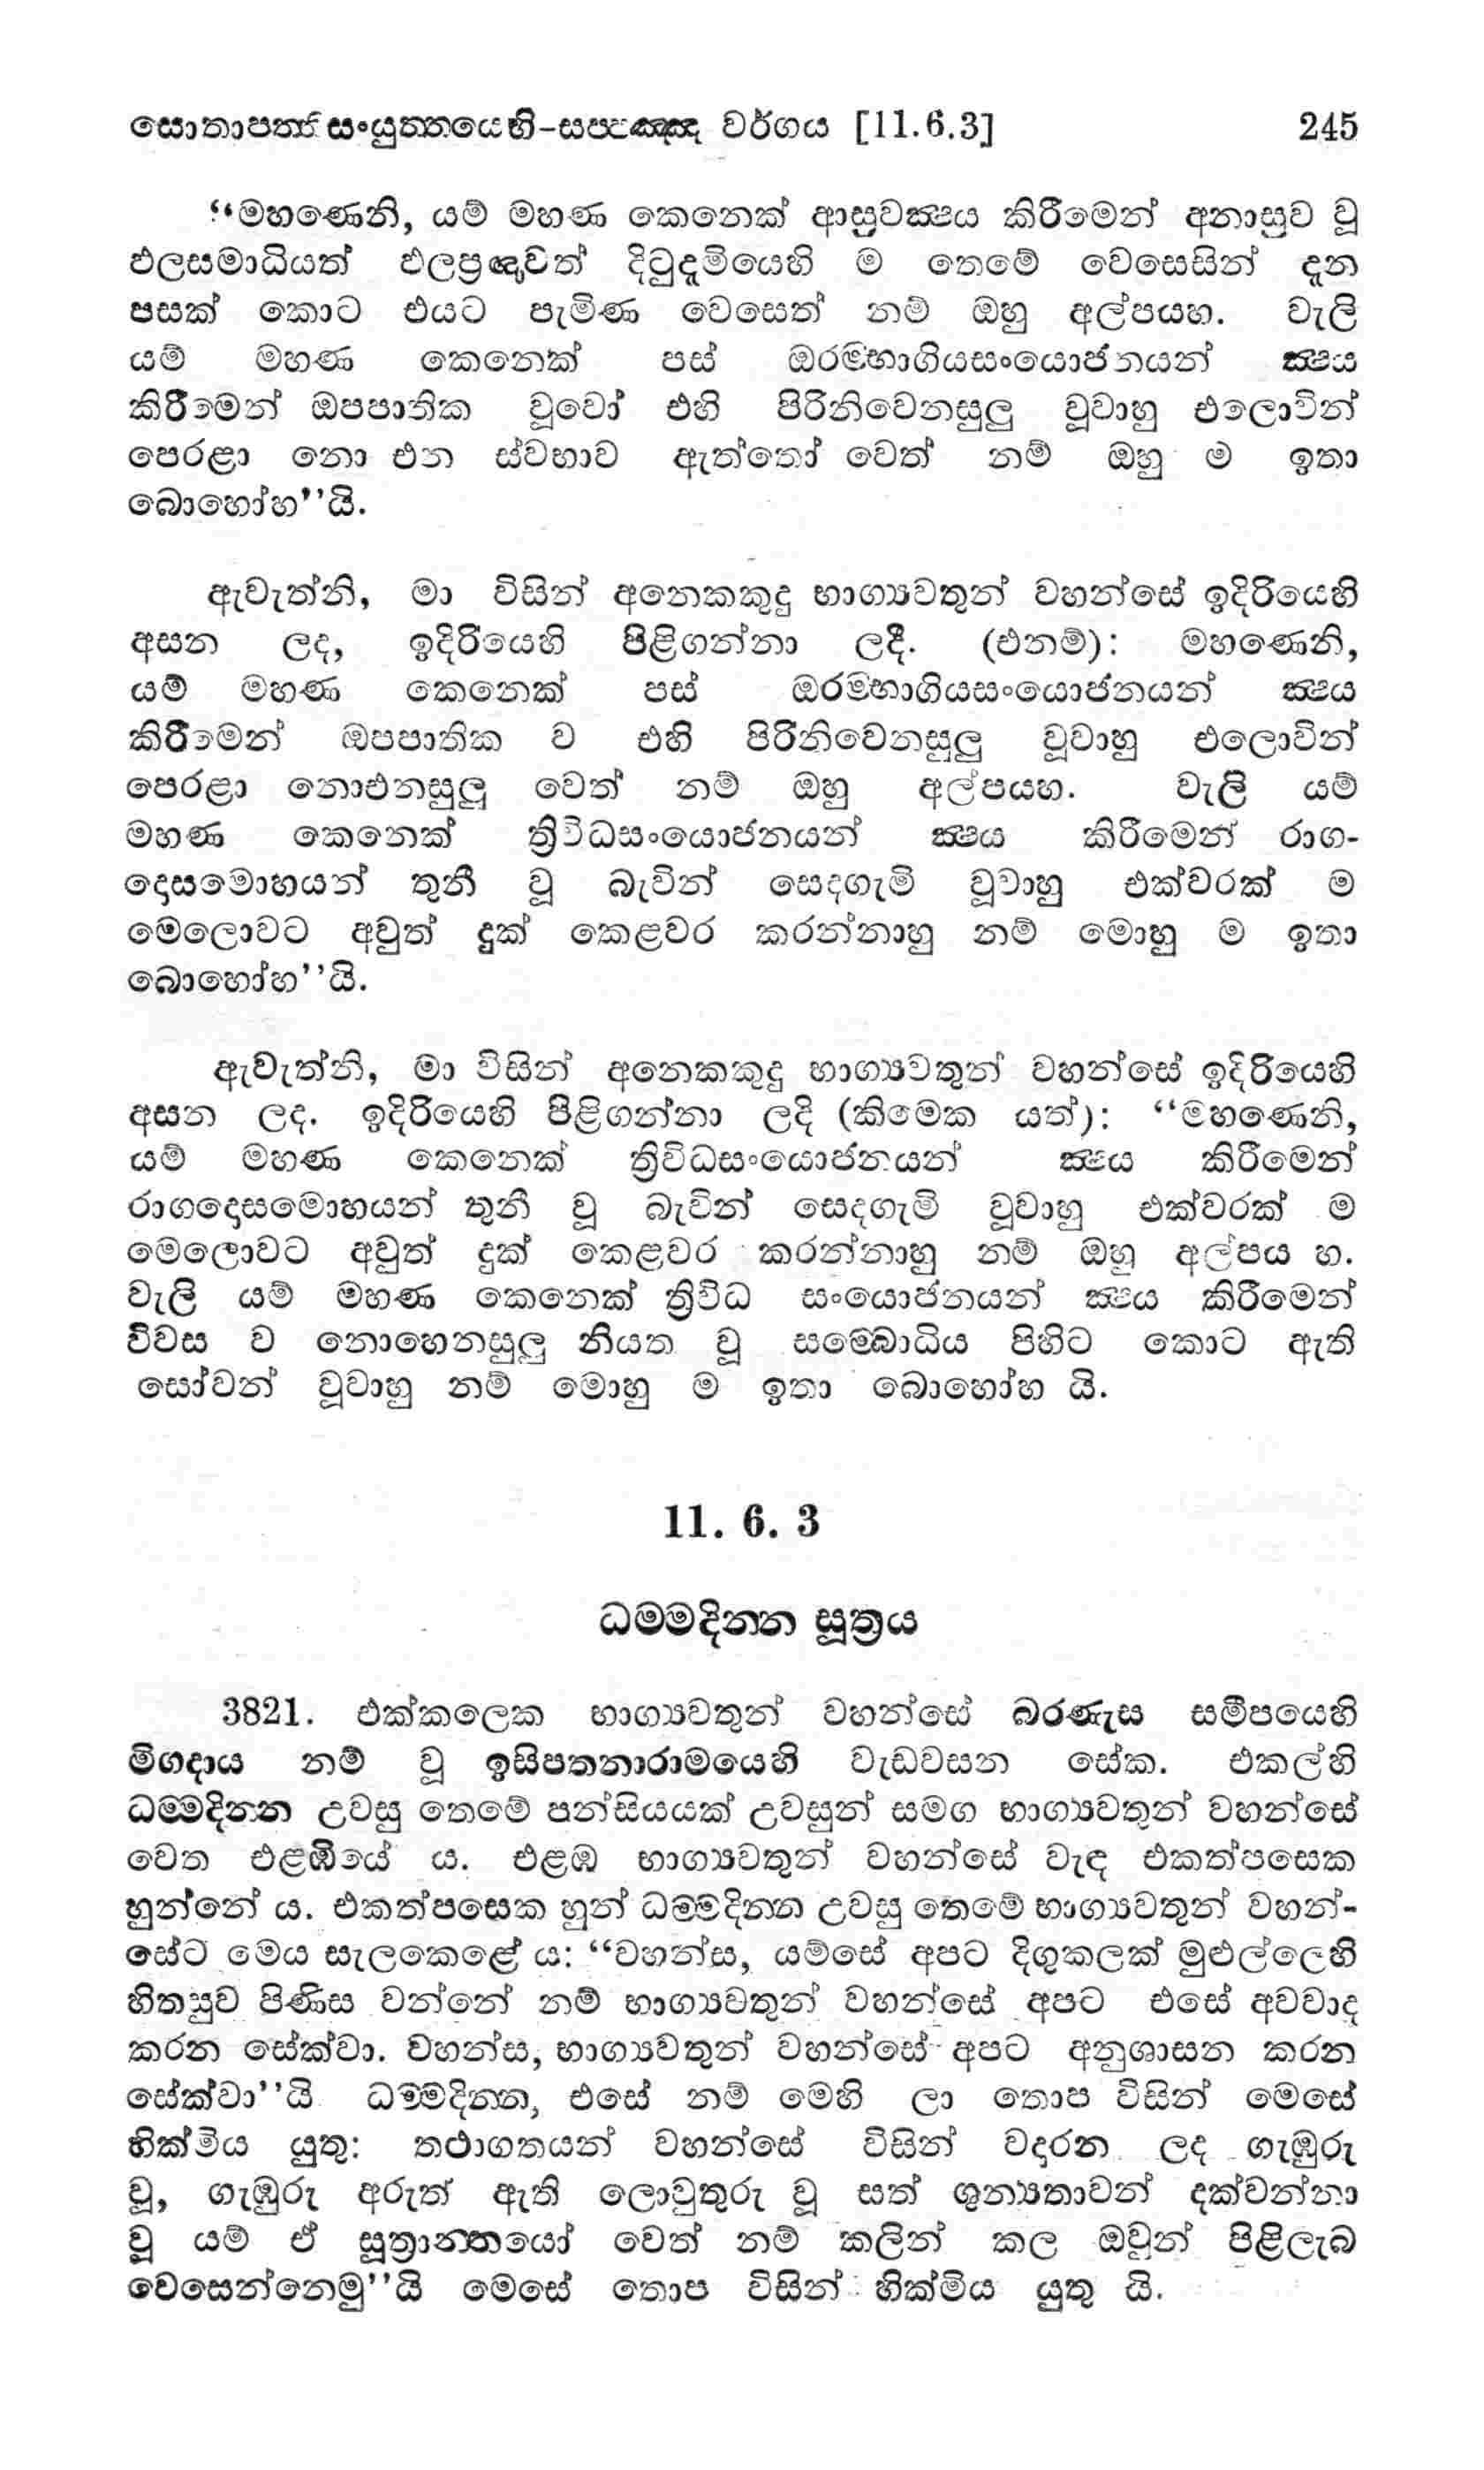 සොතාපත්තිසංයුත්තයෙහි-සප්පඤ්ඤ වර්ගය [11.6.3] 245
“මහණෙනි, යම් මහණ කෙනෙක් ආස්‍රවක්‍ෂය කිරීමෙන් අනාස්‍රව වූ
ඵලසමාධියත් ඵලප්‍රඥාවත් දිටුදැමියෙහි ම තෙමේ වෙසෙසින් දැන
පසක් කොට එයට පැමිණ වෙසෙත් නම් ඔහු අල්පයහ. වැලි
යම් මහණ කෙනෙක් පස් ඔරම්භාගියසංයොජනයන් ක්‍ෂය
කිරීමෙන් ඔපපාතික වූවෝ එහි පිරිනිවෙනසුලු වූවාහු එලොවින්
පෙරළා නො එන ස්වභාව ඇත්තෝ වෙත් නම් ඔහු ම ඉතා
බොහෝහ’’යි.
ඇවැත්නි, මා විසින් අනෙකකුදු භාග්‍යවතුන් වහන්සේ ඉදිරියෙහි
අසන ලද, ඉදිරියෙහි පිළිගන්නා ලදී. (එනම්): මහණෙනි,
යම් මහණ කෙනෙක් පස් ඔරම්භාගියසංයොජනයන් ක්‍ෂය
කිරීමෙන් ඔපපාතික ව එහි පිරිනිවෙනසුලු වූවාහු එලොවින්
පෙරළා නොඑනසුලු වෙත් නම් ඔහු අල්පයහ. වැලි යම්
මහණ කෙනෙක් ත්‍රිවිධසංයොජනයන් ක්‍ෂය කිරීමෙන් රාග-
දොසමොහයන් තුනී වූ බැවින් සෙදගැමි වූවාහු එක්වරක් ම
මෙලොවට අවුත් දුක් කෙළවර කරන්නාහු නම් මොහු ම ඉතා
බොහෝහ’’යි.
ඇවැත්නි, මා විසින් අනෙකකුදු භාග්‍යවතුන් වහන්සේ ඉදිරියෙහි
අසන ලද. ඉදිරියෙහි පිළිගන්නා ලදි (කිමෙක යත්): “මහණෙනි,
යම් මහණ කෙනෙක් ත්‍රිවිධසංයොජනයන් ක්‍ෂය කිරීමෙන්
රාගදොසමොහයන් තුනී වූ බැවින් සෙදගැමි වූවාහු එක්වරක් ම
මෙලොවට අවුත් දුක් කෙළවර කරන්නාහු නම් ඔහු අල්පය හ.
වැලි යම් මහණ කෙනෙක් ත්‍රිවිධ සංයොජනයන් ක්‍ෂය කිරීමෙන්
විවස ව නොහෙනසුලු නියත වූ සම්බොධිය පිහිට කොට ඇති
සෝවන් වූවාහු නම් මොහු ම ඉතා බොහෝහ යි.
11. 6. 3
ධම්මදින්න සූත්‍රය
3821. එක්කලෙක භාග්‍යවතුන් වහන්සේ බරණැස සමීපයෙහි
මිගදාය නම් වූ ඉසිපතනාරාමයෙහි වැඩවසන සේක. එකල්හි
ධම්මදින්න උවසු තෙමේ පන්සියයක් උවසුන් සමග භාග්‍යවතුන් වහන්සේ
වෙත එළඹියේ ය. එළඹ භාග්‍යවතුන් වහන්සේ වැඳ එකත්පසෙක
හුන්නේ ය. එකත්පසෙක හුන් ධම්මදින්න උවසු තෙමේ භාග්‍යවතුන් වහන්-
සේට මෙය සැලකෙළේ ය: “වහන්ස, යම්සේ අපට දිගුකලක් මුළුල්ලෙහි
හිතසුව පිණිස වන්නේ නම් භාග්‍යවතුන් වහන්සේ අපට එසේ අවවාද
කරන සේක්වා. වහන්ස, භාග්‍යවතුන් වහන්සේ අපට අනුශාසන කරන
සේක්වා’’යි ධම්මදින්න, එසේ නම් මෙහි ලා තොප විසින් මෙසේ
හික්මිය යුතු: තථාගතයන් වහන්සේ විසින් වදාරන ලද ගැඹුරු
වූ, ගැඹුරු අරුත් ඇති ලොවුතුරු වූ සත් ශුන්‍යතාවන් දක්වන්නා
වූ යම් ඒ සූත්‍රාන්තයෝ වෙත් නම් කලින් කල ඔවුන් පිළිලැබ
වෙසෙන්නෙමු’’යි මෙසේ තොප විසින් හික්මිය යුතු යි.